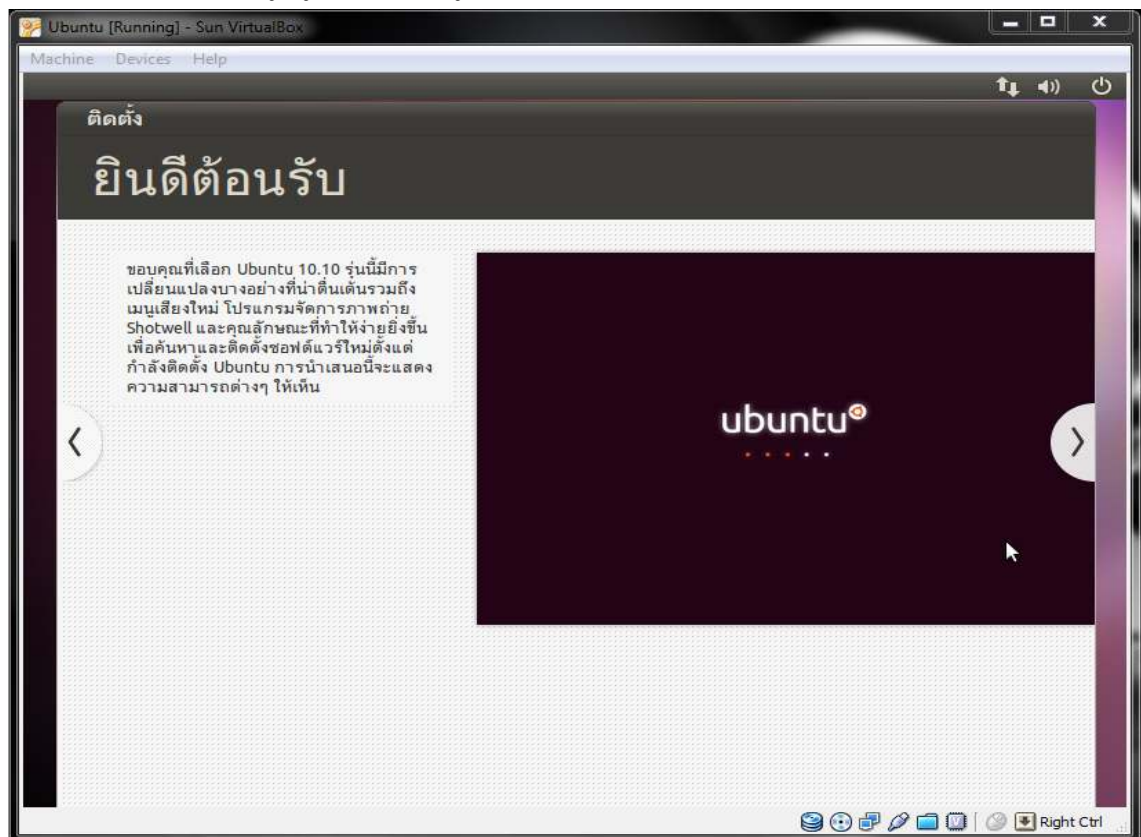 Ubuntu [Running] - Sun VirtualBox
Machine Devices Help
ติดตั้ง
ยินดีต้อนรับ
ขอบคุณที่เลือก Ubuntu 10.10 รุ่นนี้มีการ
เปลี่ยนแปลงบางอย่างที่น่าตื่นเต้นรวมถึง
เมนูเสียงใหม่ โปรแกรมจัดการภาพถ่าย
Shotwell และคุณลักษณะที่ทำให้ง่ายยิ่งขึ้น
เพื่อค้นหาและติดตั้งซอฟต์แวร์ใหม่ตั้งแต่
กำลังติดตั้ง Ubuntu การนำเสนอนี้จะแสดง
ความสามารถต่างๆ ให้เห็น
ubuntu
Right Ctrl